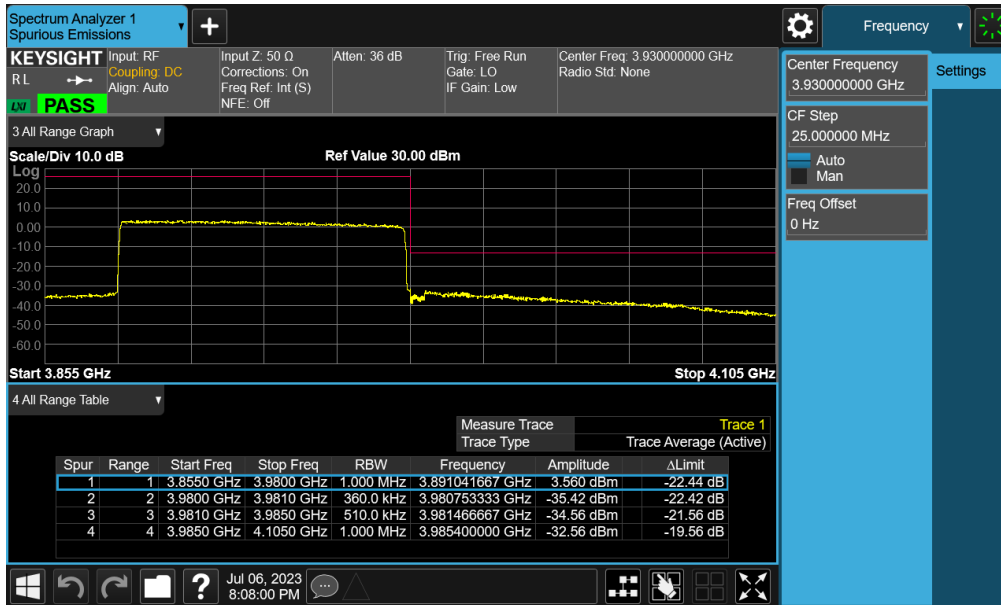 Spectrum Analyzer 1
Spurious Emissions
+
Frequency
KEYSIGHT Input: RF Input Z: 50 Ω Atten: 36 dB Trig: Free Run Center Freq: 3.930000000 GHz
R L Coupling: DC Corrections: On Gate: LO Radio Std: None
Align: Auto Freq Ref: Int (S) IF Gain: Low
LXI PASS NFE: Off
Center Frequency
3.930000000 GHz
Settings
CF Step
25.000000 MHz
Auto
Man
Freq Offset
0 Hz
3 All Range Graph
Scale/Div 10.0 dB Ref Value 30.00 dBm
Log
20.0
10.0
0.00
-10.0
-20.0
-30.0
-40.0
-50.0
-60.0
Start 3.855 GHz Stop 4.105 GHz
4 All Range Table
Measure Trace Trace 1
Trace Type Trace Average (Active)
Spur Range Start Freq Stop Freq RBW Frequency Amplitude ΔLimit
1 1 3.8550 GHz 3.9800 GHz 1.000 MHz 3.891041667 GHz 3.560 dBm -22.44 dB
2 2 3.9800 GHz 3.9810 GHz 360.0 kHz 3.980753333 GHz -35.42 dBm -22.42 dB
3 3 3.9810 GHz 3.9850 GHz 510.0 kHz 3.981466667 GHz -34.56 dBm -21.56 dB
4 4 3.9850 GHz 4.1050 GHz 1.000 MHz 3.985400000 GHz -32.56 dBm -19.56 dB
? Jul 06, 2023
8:08:00 PM